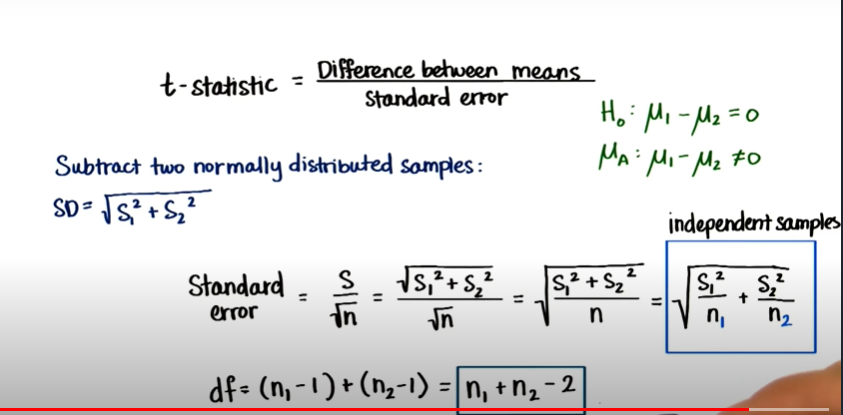 t-statistic = Difference between means / Standard error
H₀: μ₁ - μ₂ = 0
μA: μ₁ - μ₂ ≠ 0
Subtract two normally distributed samples:
SD = √(S₁² + S₂²)
independent samples
Standard error = S/√n = √(S₁² + S₂²)/√n = √((S₁² + S₂²)/n) = √(S₁²/n₁ + S₂²/n₂)
df = (n₁ - 1) + (n₂ - 1) = n₁ + n₂ - 2